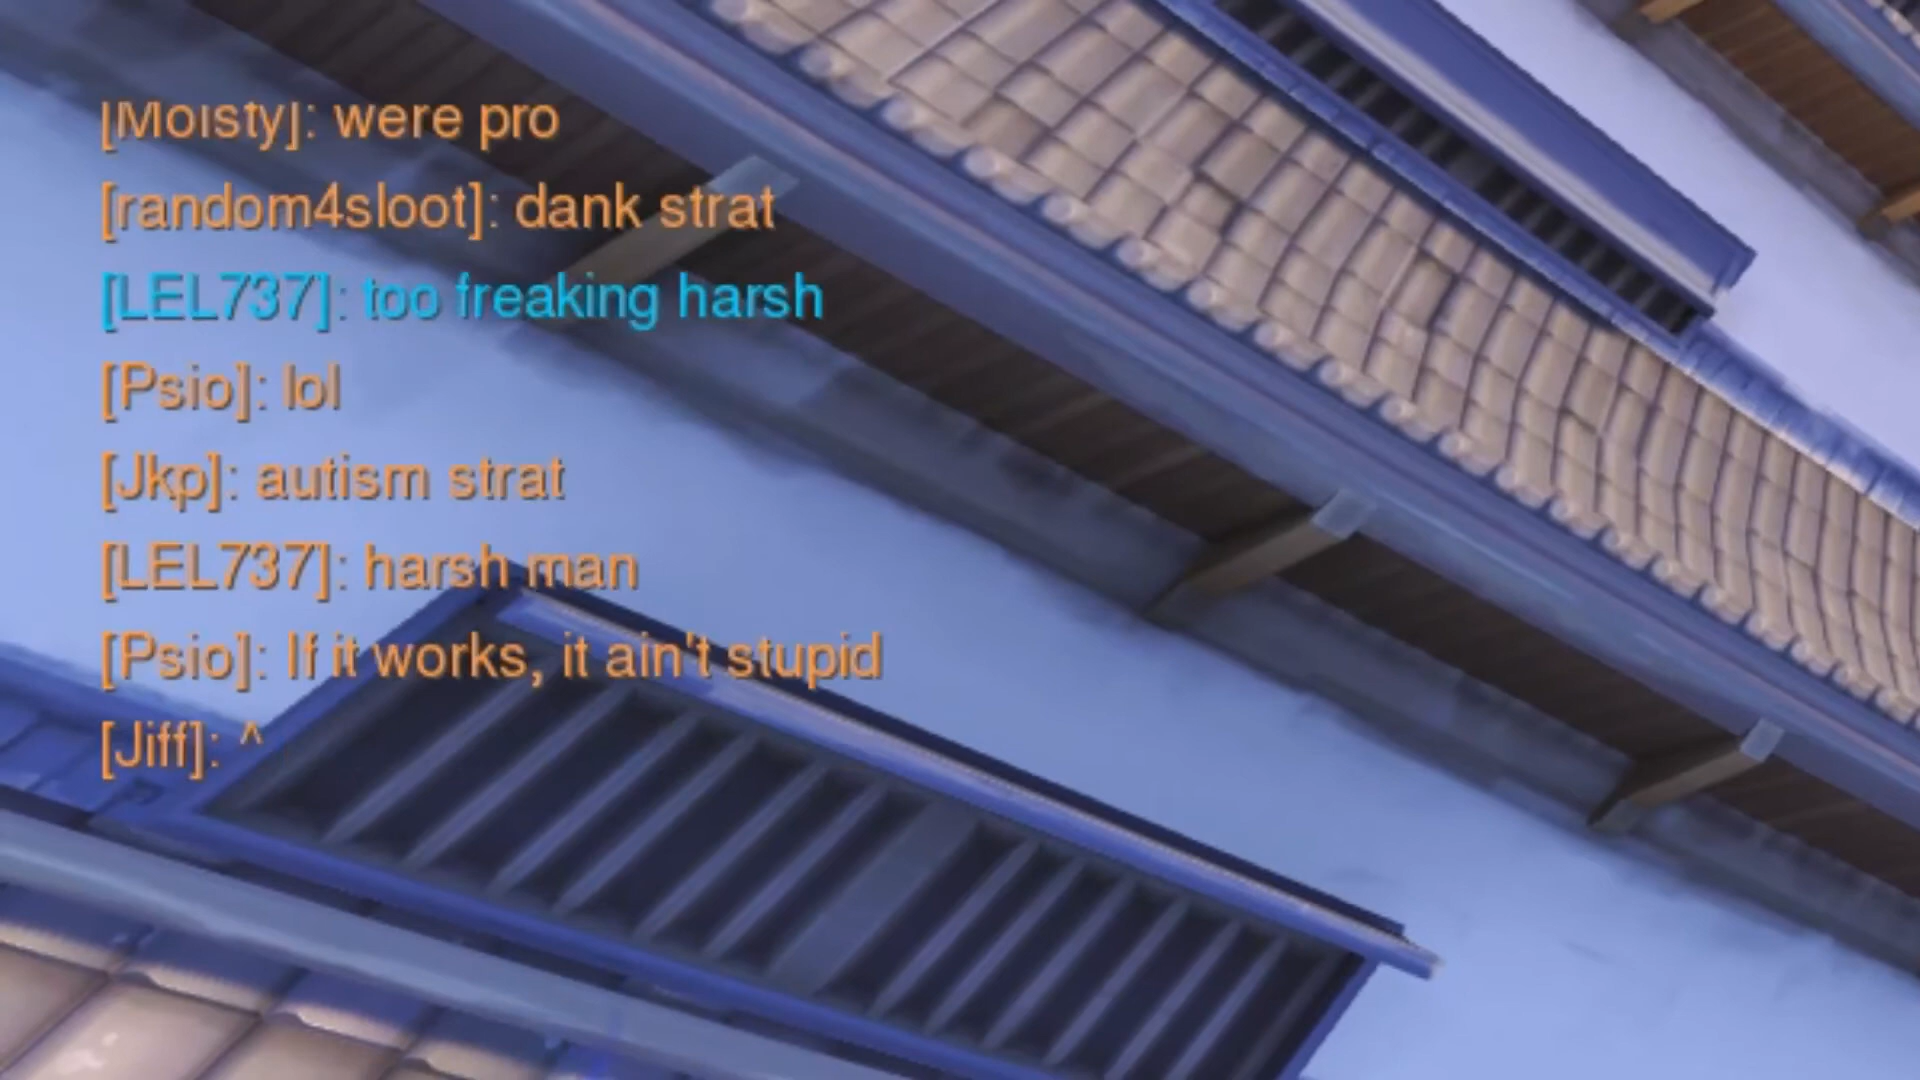 [Moisty]: were pro
[random4sloot]: dank strat
[LEL737]: too freaking harsh
[Psio]: lol
[Jkp]: autism strat
[LEL737]: harsh man
[Psio]: If it works, it ain't stupid
[Jiff]: ^